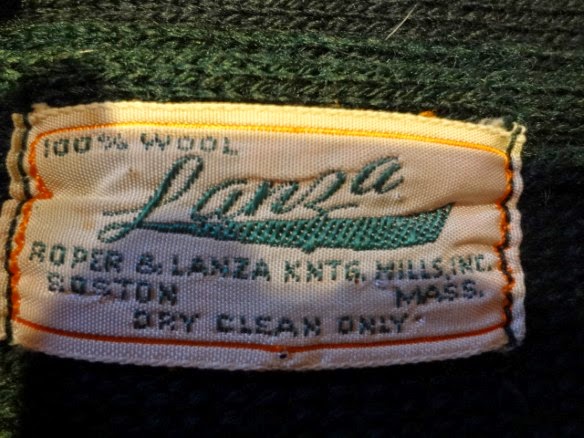 100% WOOL
Lanza
ROPER & LANZA KNTG. MILLS, INC.
BOSTON MASS.
DRY CLEAN ONLY